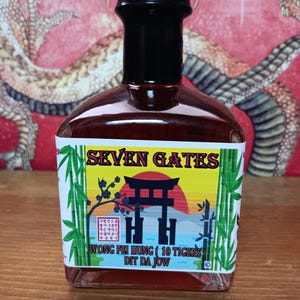 SEVEN GATES
WONG FEI HUNG ( 10 TIGERS )
DIT DA JOW